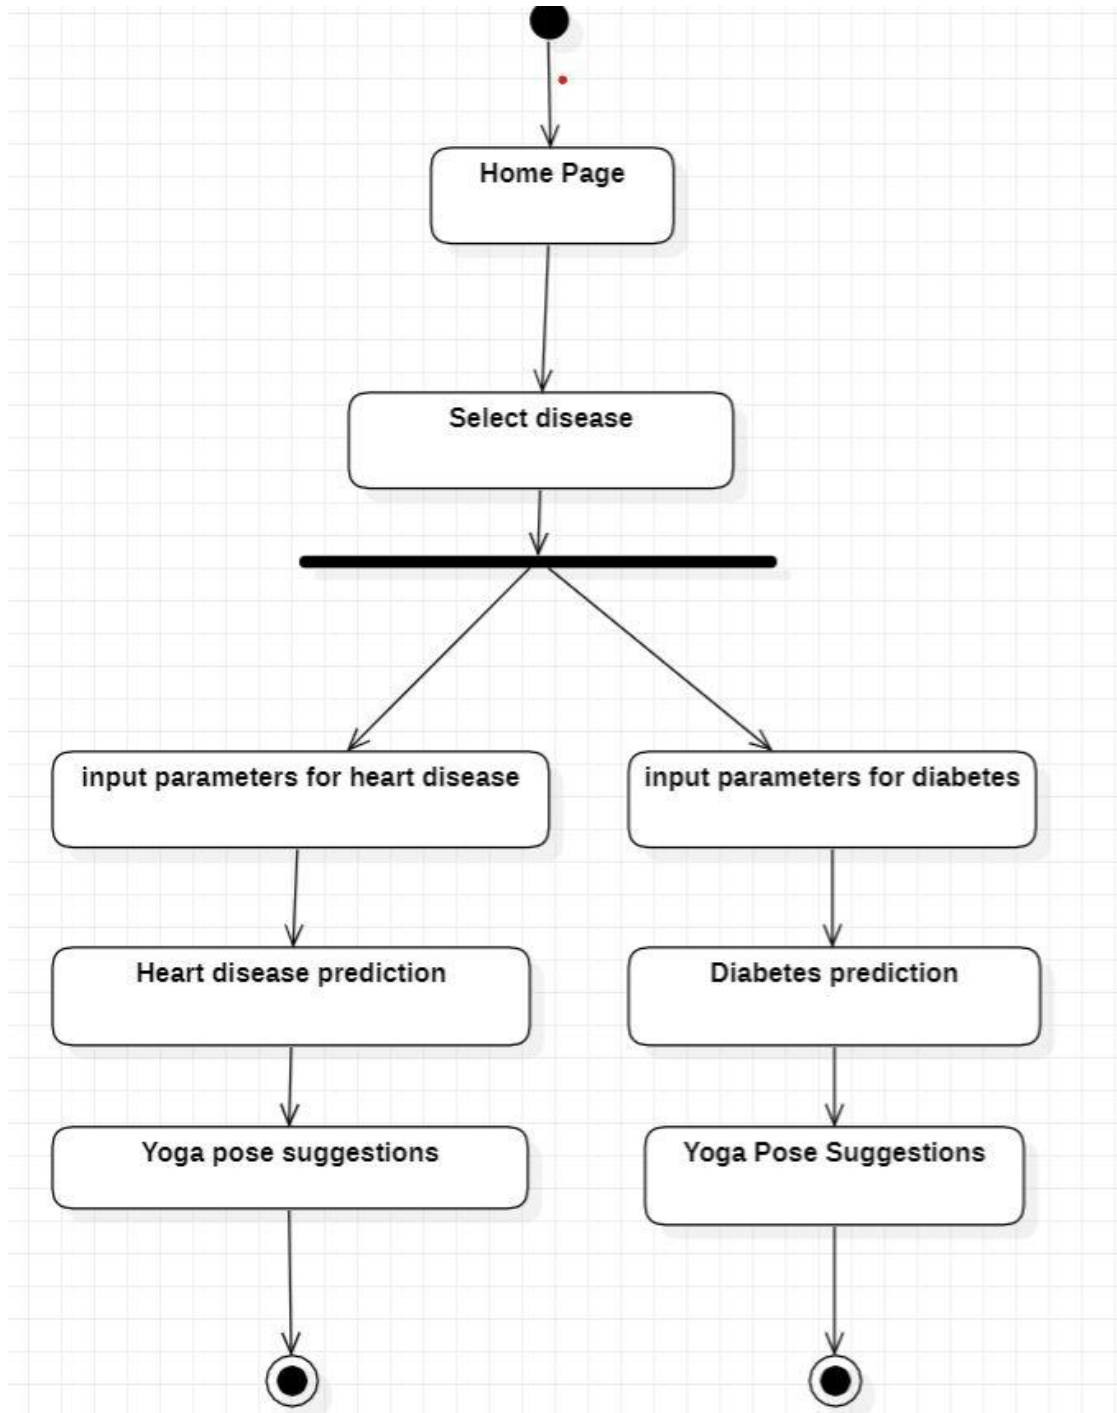 Home Page
Select disease
input parameters for heart disease
input parameters for diabetes
Heart disease prediction
Diabetes prediction
Yoga pose suggestions
Yoga Pose Suggestions